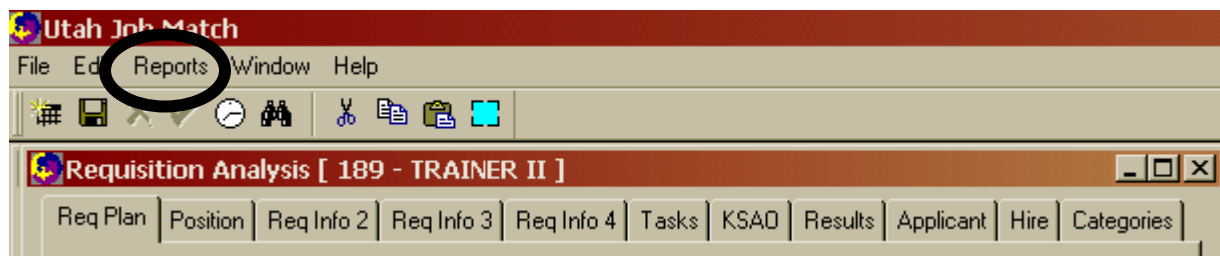 Utah Job Match
File Ed Reports Window Help
Requisition Analysis [ 189 - TRAINER II ]
Req Plan Position Req Info 2 Req Info 3 Req Info 4 Tasks KSAO Results Applicant Hire Categories